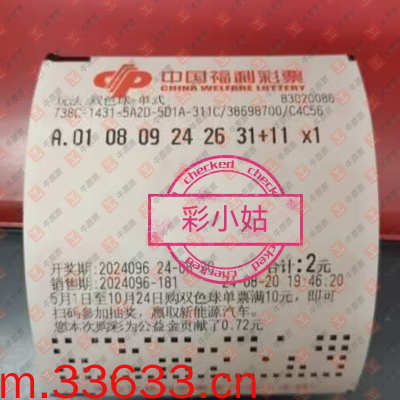 中国福利彩票
CHINA WELFARE LOTTERY
玩法 双色球-单式 83020086
738C-1431-5A2D-5D1A-311C/38698700/C4C56
A.01 08 09 24 26 31+11 x1
checked
彩小姑
checked
开奖期:2024096 24-0 合计:2元
销售期:2024096-181 24-08-20 19:46:20
5月1日至10月24日购双色球单票满10元，即可
扫码参加抽奖，赢取新能源汽车。
您本次购彩为公益金贡献了0.72元。
m.33633.cn